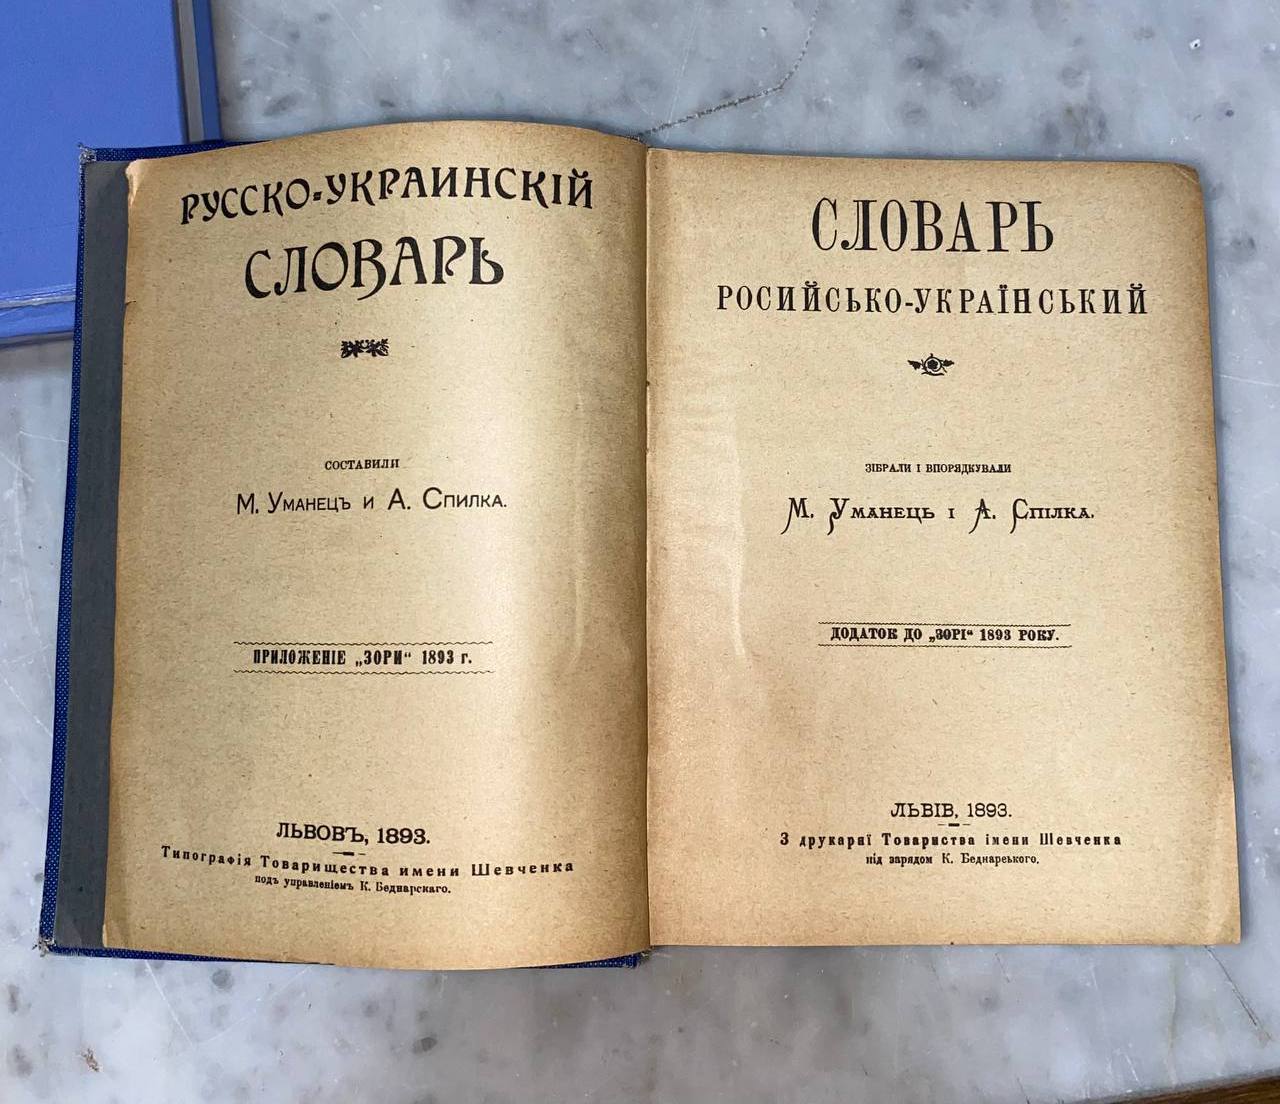 РУССКО-УКРАИНСКІЙ
СЛОВАРЬ
СОСТАВИЛИ
М. Уманецъ и А. Спилка.
ПРИЛОЖЕНІЕ „ЗОРИ“ 1893 г.
ЛЬВОВЪ, 1893.
Типографія Товарищества имени Шевченка
подъ управленіемъ К. Беднарскаго.
СЛОВАРЬ
РОСИЙСЬКО-УКРАЇНСЬКИЙ
ЗІБРАЛИ І ВПОРЯДКУВАЛИ
М. Уманець і А. Спілка.
ДОДАТОК ДО „ЗОРІ“ 1893 РОКУ.
ЛЬВІВ, 1893.
З друкарнї Товариства імени Шевченка
під зарядом К. Беднарського.